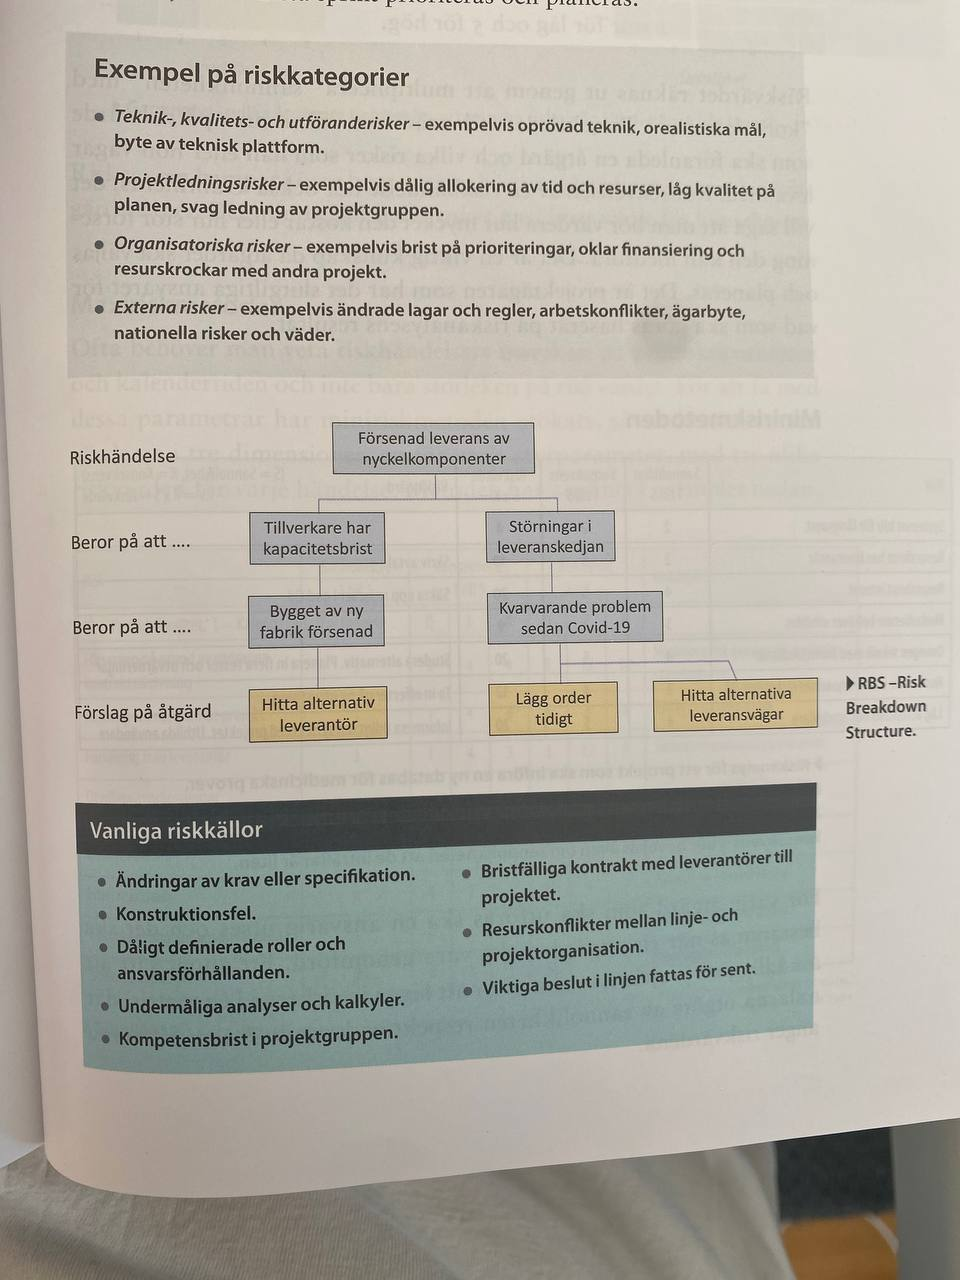 prioriteras och planeras.
Exempel på riskkategorier
• Teknik-, kvalitets- och utföranderisker – exempelvis oprövad teknik, orealistiska mål,
byte av teknisk plattform.
• Projektledningsrisker – exempelvis dålig allokering av tid och resurser, låg kvalitet på
planen, svag ledning av projektgruppen.
• Organisatoriska risker – exempelvis brist på prioriteringar, oklar finansiering och
resurskrockar med andra projekt.
• Externa risker – exempelvis ändrade lagar och regler, arbetskonflikter, ägarbyte,
nationella risker och väder.
Riskhändelse
Försenad leverans av
nyckelkomponenter
Beror på att ....
Tillverkare har
kapacitetsbrist
Störningar i
leveranskedjan
Beror på att ....
Bygget av ny
fabrik försenad
Kvarvarande problem
sedan Covid-19
Förslag på åtgärd
Hitta alternativ
leverantör
Lägg order
tidigt
Hitta alternativa
leveransvägar
RBS –Risk
Breakdown
Structure.
Vanliga riskkällor
• Ändringar av krav eller specifikation.
• Konstruktionsfel.
• Dåligt definierade roller och
ansvarsförhållanden.
• Undermåliga analyser och kalkyler.
• Kompetensbrist i projektgruppen.
• Bristfälliga kontrakt med leverantörer till
projektet.
• Resurskonflikter mellan linje- och
projektorganisation.
• Viktiga beslut i linjen fattas för sent.